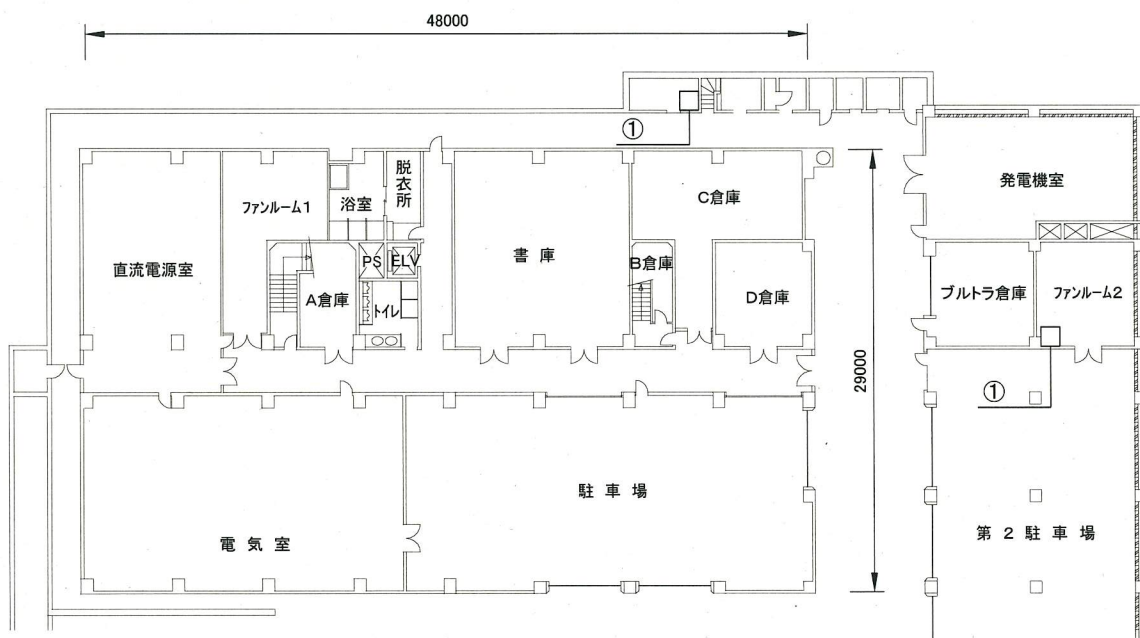 48000
①
脱衣所
発電機室
ファンルーム1
浴室
C倉庫
書庫
PS
ELV
B倉庫
直流電源室
A倉庫
トイレ
D倉庫
ブルトラ倉庫
ファンルーム2
29000
①
駐車場
電気室
第2駐車場